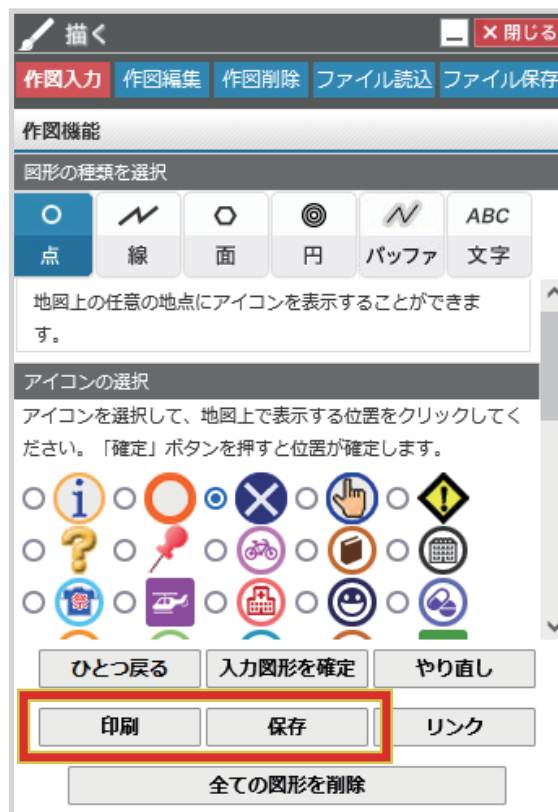 描く
閉じる
作図入力 作図編集 作図削除 ファイル読込 ファイル保存
作図機能
図形の種類を選択
ABC
点 線 面 円 バッファ 文字
地図上の任意の地点にアイコンを表示することができま
す。
アイコンの選択
アイコンを選択して、地図上で表示する位置をクリックしてく
ださい。「確定」ボタンを押すと位置が確定します。
i
?
祭
ひとつ戻る 入力図形を確定 やり直し
印刷 保存 リンク
全ての図形を削除